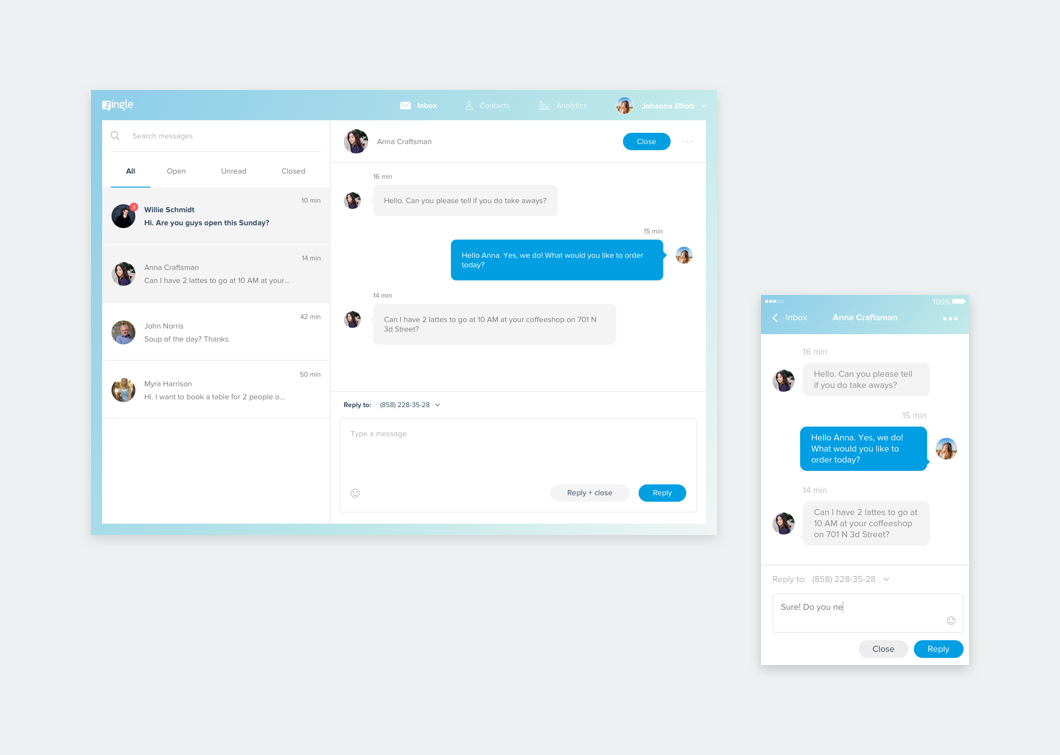 Zingle
Inbox
Contacts
Analytics
Johanna Elliott
Search messages
All
Open
Unread
Closed
10 min
3
Willie Schmidt
Hi. Are you guys open this Sunday?
14 min
Anna Craftsman
Can I have 2 lattes to go at 10 AM at your...
42 min
John Norris
Soup of the day? Thanks
50 min
Myra Harrison
Hi. I want to book a table for 2 people o...
Anna Craftsman
Close
16 min
Hello. Can you please tell if you do take aways?
15 min
Hello Anna. Yes, we do! What would you like to order
today?
14 min
Can I have 2 lattes to go at 10 AM at your coffeeshop on 701 N
3d Street?
Reply to: (858) 228-35-28
Type a message
Reply + close
Reply
100%
Inbox
Anna Craftsman
16 min
Hello. Can you please tell
if you do take aways?
15 min
Hello Anna. Yes, we do!
What would you like to
order today?
14 min
Can I have 2 lattes to go at
10 AM at your coffeeshop
on 701 N 3d Street?
Reply to: (858) 228-35-28
Sure! Do you ne
Close
Reply